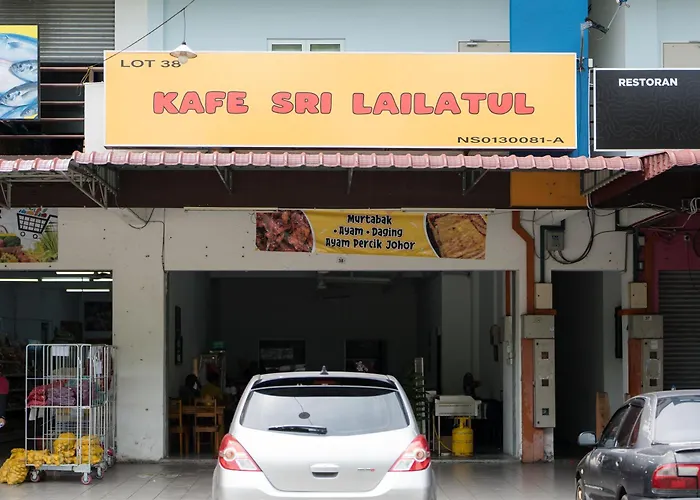 LOT 38
KAFE SRI LAILATUL
NS0130081-A
RESTORAN
Murtabak
• Ayam • Daging
Ayam Percik Johor